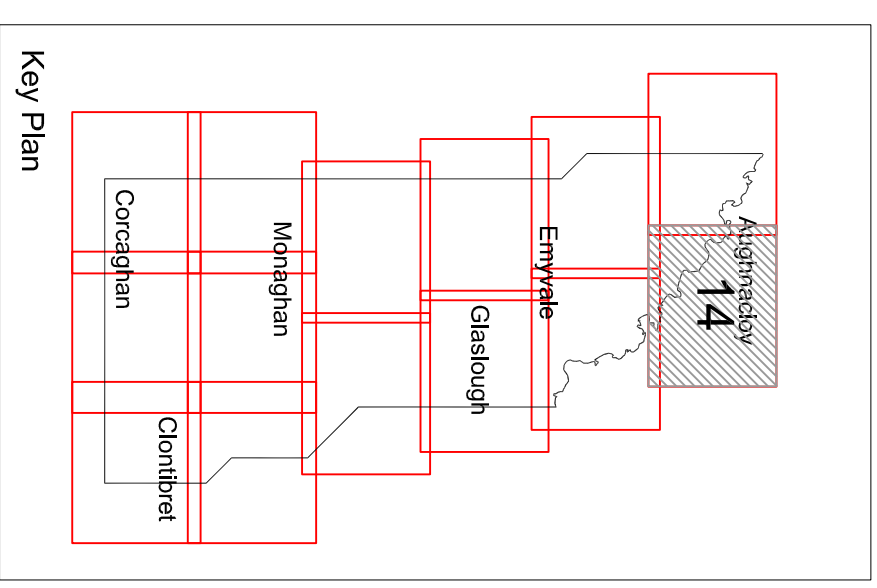 Aughnacloy
14
Emyvale
Glaslough
Monaghan
Clontibret
Corcaghan
Key Plan